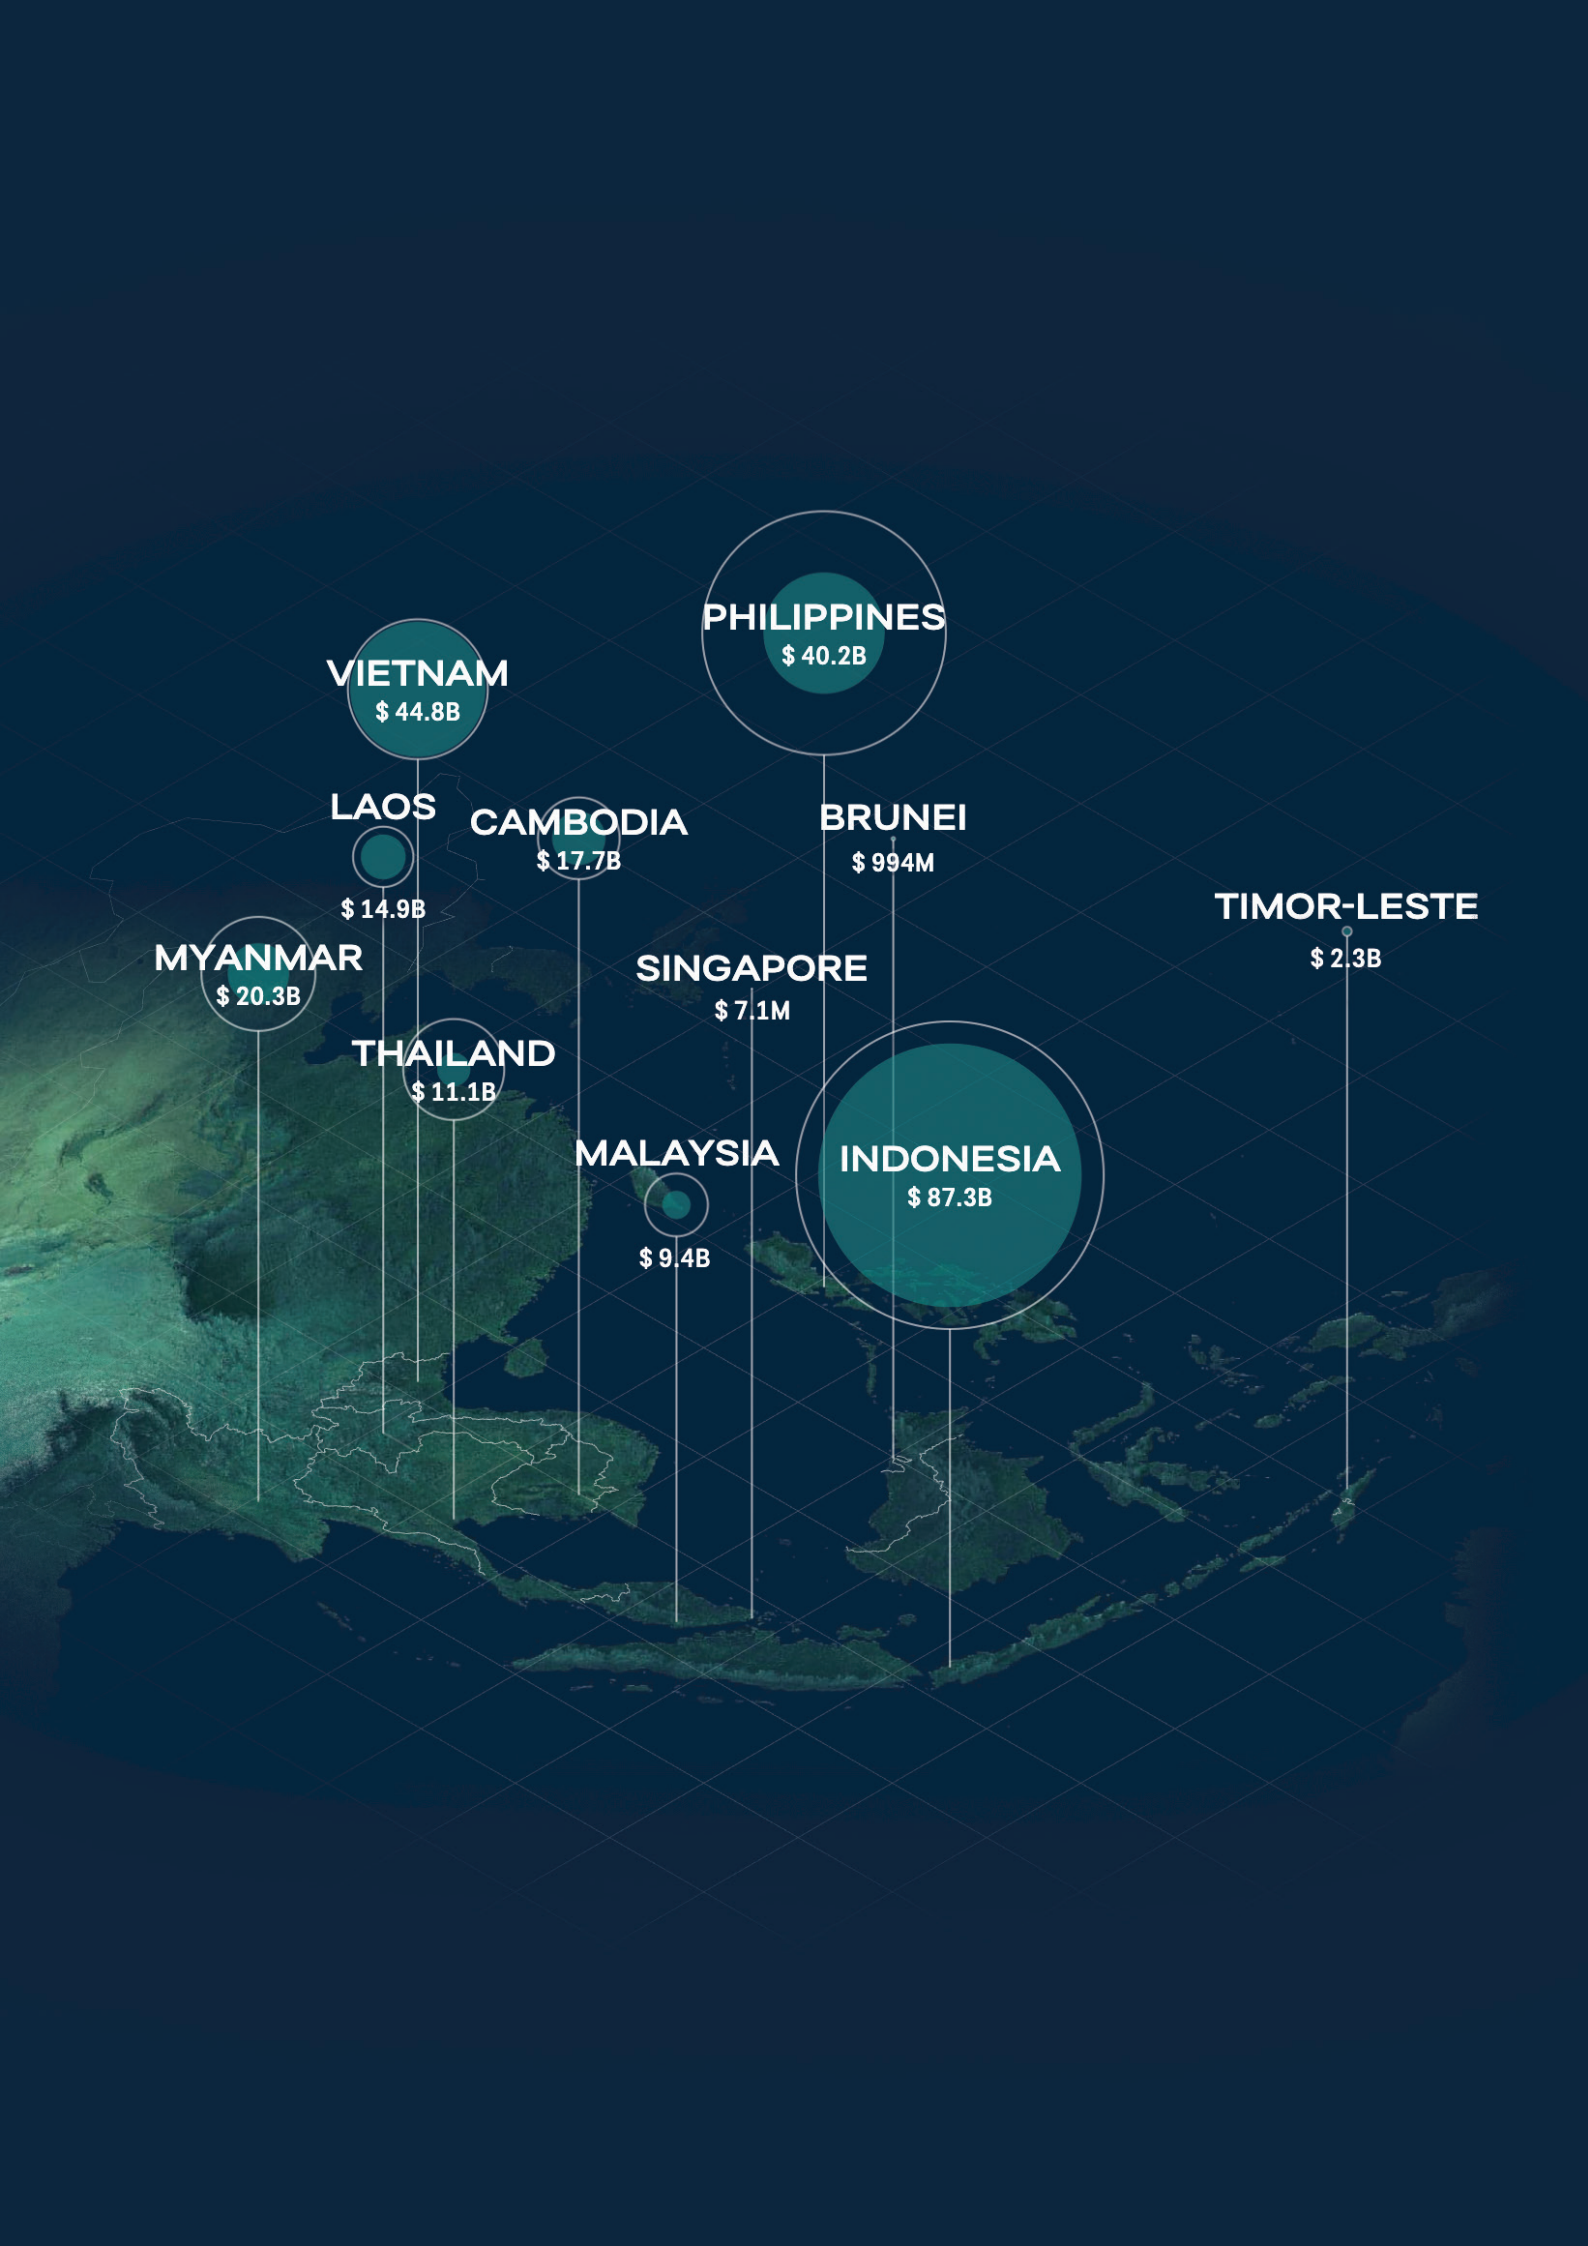 PHILIPPINES
$ 40.2B
VIETNAM
$ 44.8B
LAOS
$ 14.9B
CAMBODIA
$ 17.7B
BRUNEI
$ 994M
TIMOR-LESTE
$ 2.3B
MYANMAR
$ 20.3B
SINGAPORE
$ 7.1M
THAILAND
$ 11.1B
MALAYSIA
$ 9.4B
INDONESIA
$ 87.3B